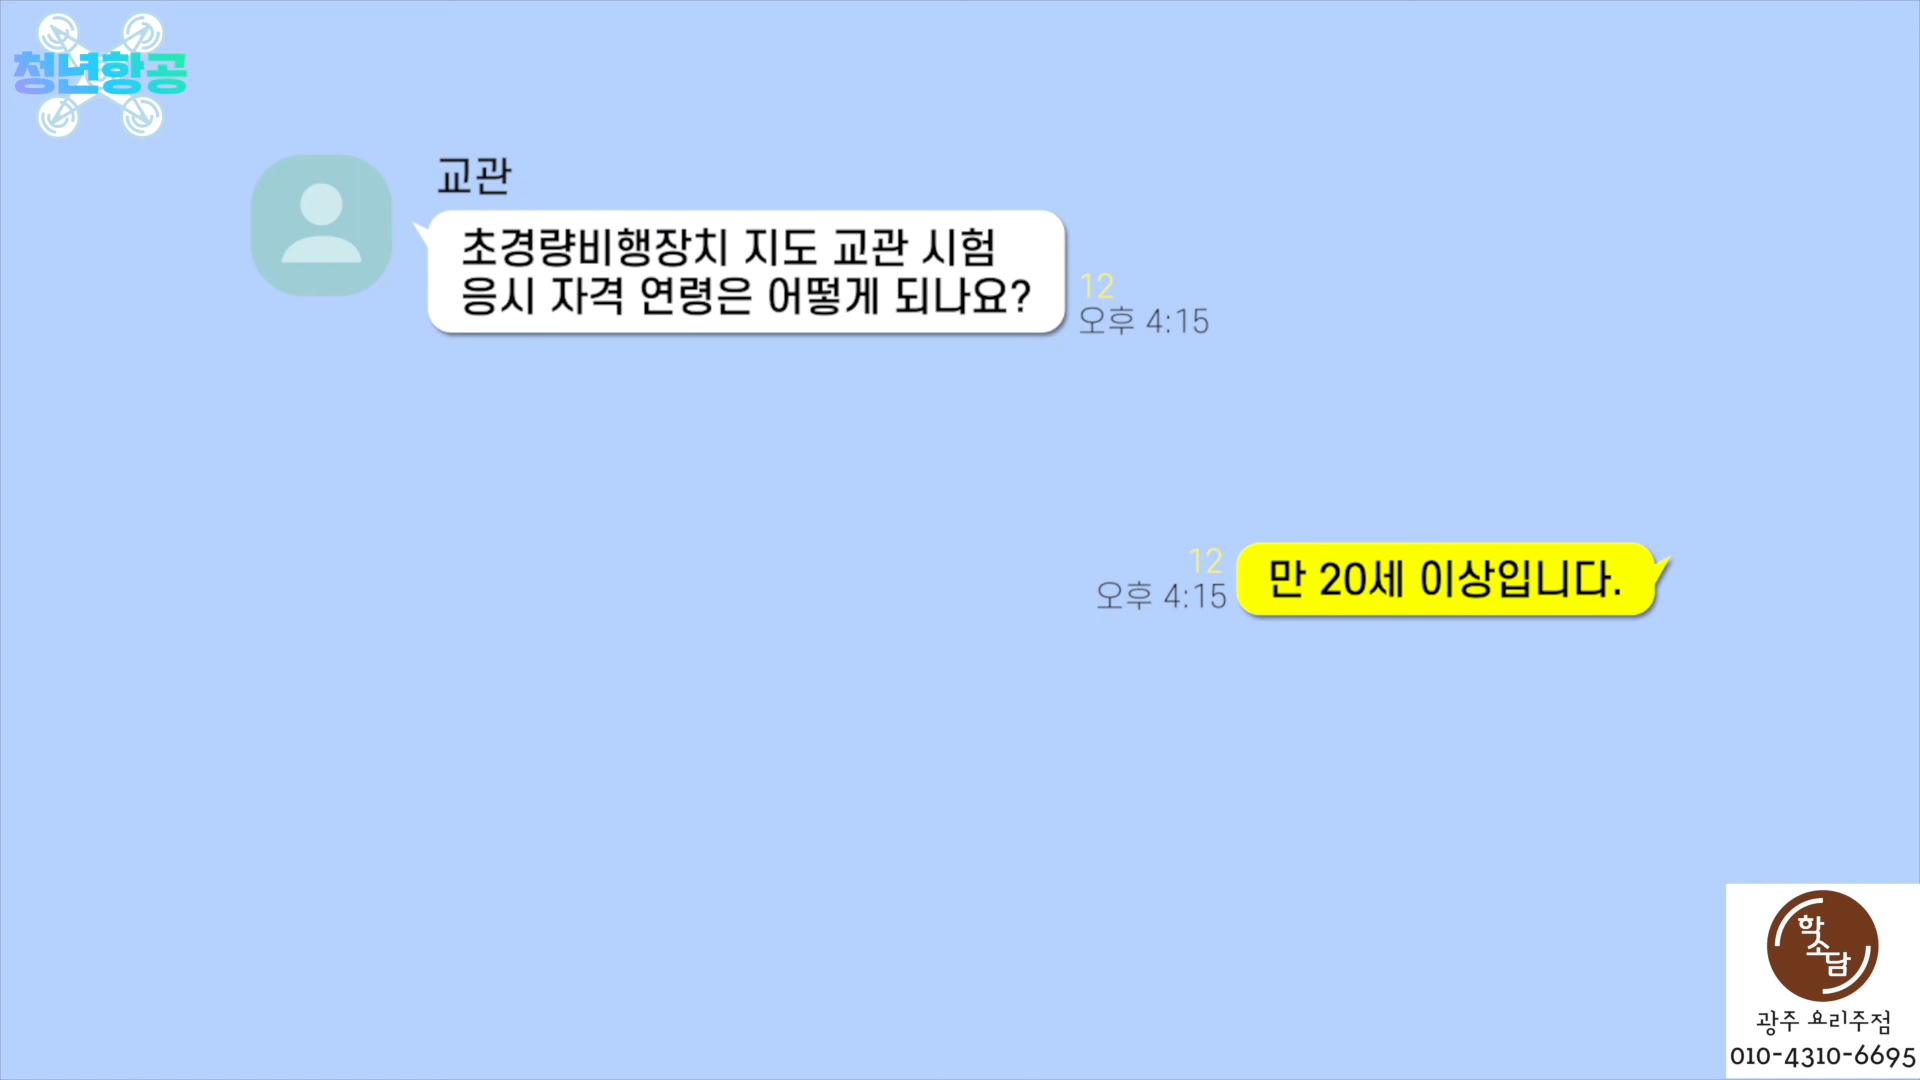 청년항공
교관
초경량비행장치 지도 교관 시험
응시 자격 연령은 어떻게 되나요?
12
오후 4:15
12
오후 4:15
만 20세 이상입니다.
학소담
광주 요리주점
010-4310-6695